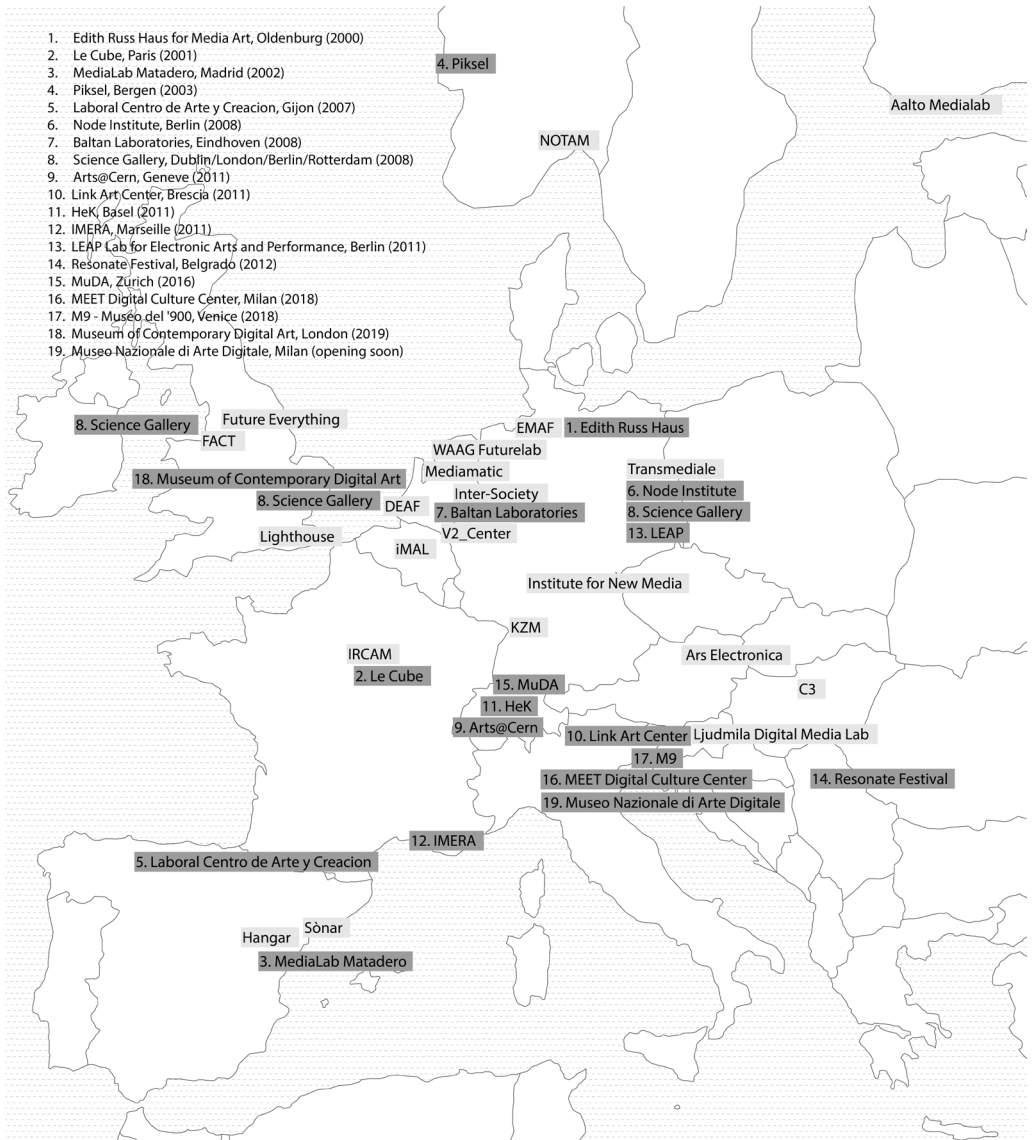 1. Edith Russ Haus for Media Art, Oldenburg (2000)
2. Le Cube, Paris (2001)
3. MediaLab Matadero, Madrid (2002)
4. Piksel, Bergen (2003)
5. Laboral Centro de Arte y Creacion, Gijon (2007)
6. Node Institute, Berlin (2008)
7. Baltan Laboratories, Eindhoven (2008)
8. Science Gallery, Dublin/London/Berlin/Rotterdam (2008)
9. Arts@Cern, Geneve (2011)
10. Link Art Center, Brescia (2011)
11. HeK, Basel (2011)
12. IMERA, Marseille (2011)
13. LEAP Lab for Electronic Arts and Performance, Berlin (2011)
14. Resonate Festival, Belgrado (2012)
15. MuDA, Zurich (2016)
16. MEET Digital Culture Center, Milan (2018)
17. M9 - Museo del '900, Venice (2018)
18. Museum of Contemporary Digital Art, London (2019)
19. Museo Nazionale di Arte Digitale, Milan (opening soon)
4. Piksel
Aalto Medialab
NOTAM
Future Everything
8. Science Gallery
FACT
EMAF
1. Edith Russ Haus
WAAG Futurelab
Mediamatic
Transmediale
18. Museum of Contemporary Digital Art
Inter-Society
6. Node Institute
8. Science Gallery
DEAF
7. Baltan Laboratories
8. Science Gallery
Lighthouse
V2_Center
13. LEAP
iMAL
Institute for New Media
KZM
IRCAM
Ars Electronica
2. Le Cube
15. MuDA
C3
11. HeK
9. Arts@Cern
10. Link Art Center
Ljudmila Digital Media Lab
17. M9
16. MEET Digital Culture Center
14. Resonate Festival
19. Museo Nazionale di Arte Digitale
12. IMERA
5. Laboral Centro de Arte y Creacion
Sònar
Hangar
3. MediaLab Matadero